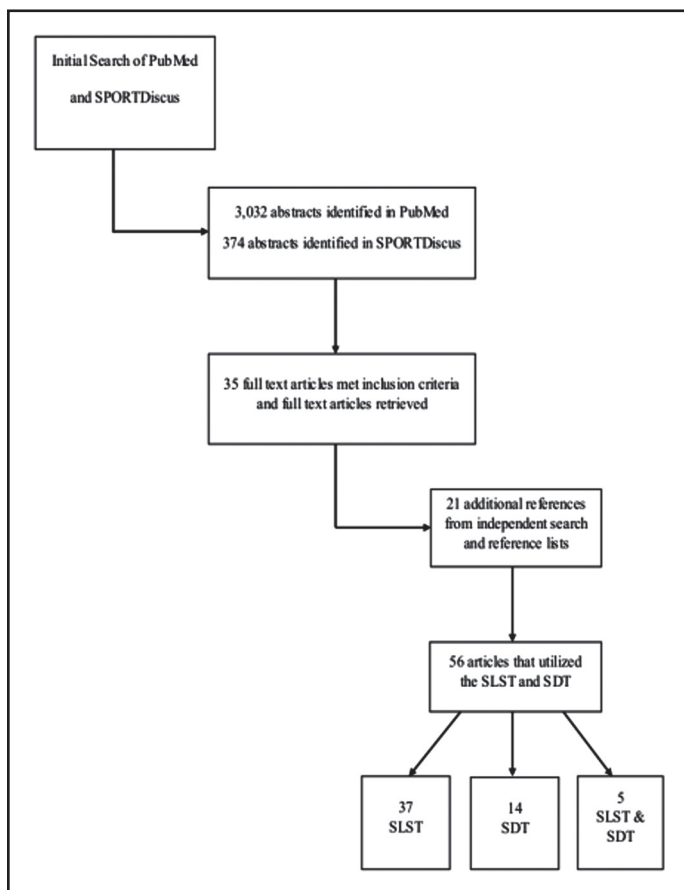 Initial Search of PubMed
and SPORTDiscus
3,032 abstracts identified in PubMed
374 abstracts identified in SPORTDiscus
35 full text articles met inclusion criteria
and full text articles retrieved
21 additional references
from independent search
and reference lists
56 articles that utilized
the SLST and SDT
37
SLST
14
SDT
5
SLST &
SDT